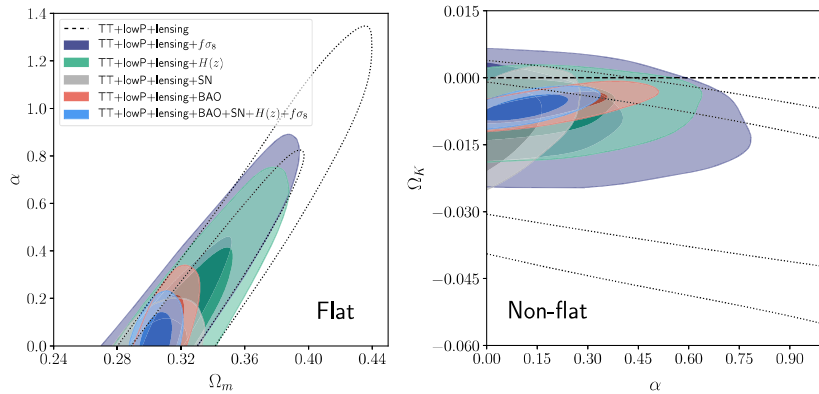 1.4
1.2
1.0
0.8
0.6
0.4
0.2
0.0
α
TT+lowP+lensing
TT+lowP+lensing+fσ₈
TT+lowP+lensing+H(z)
TT+lowP+lensing+SN
TT+lowP+lensing+BAO
TT+lowP+lensing+BAO+SN+H(z)+fσ₈
Flat
0.24 0.28 0.32 0.36 0.40 0.44
Ωₘ
0.015
0.000
−0.015
−0.030
−0.045
−0.060
Ω_K
Non-flat
0.00 0.15 0.30 0.45 0.60 0.75 0.90
α